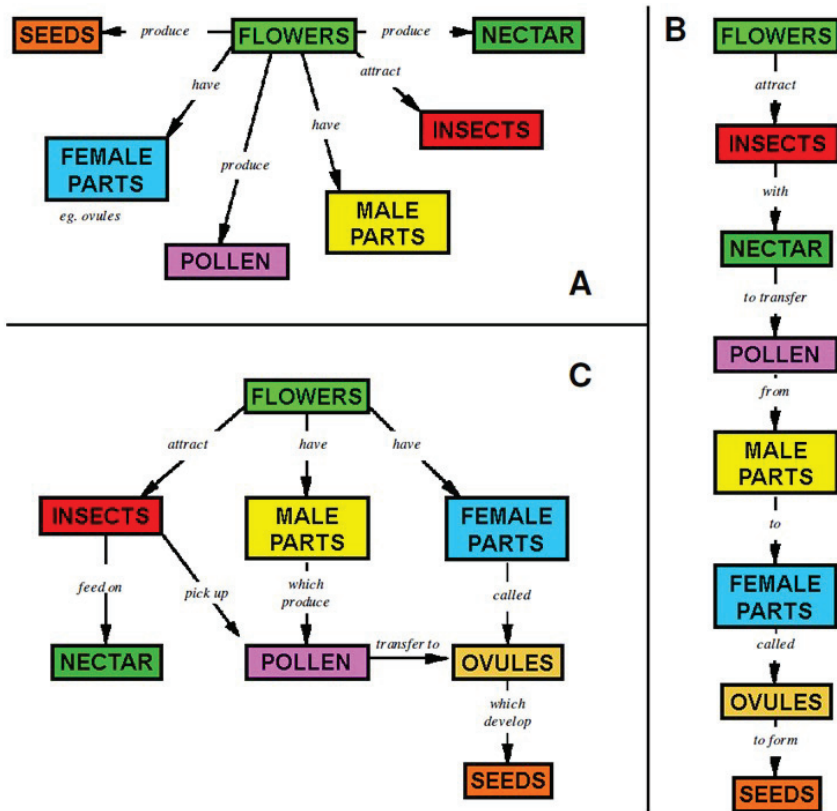 SEEDS
produce
FLOWERS
produce
NECTAR
have
attract
INSECTS
FEMALE
PARTS
eg. ovules
produce
have
MALE
PARTS
POLLEN
A
B
FLOWERS
attract
INSECTS
with
NECTAR
to transfer
POLLEN
from
MALE
PARTS
to
FEMALE
PARTS
called
OVULES
to form
SEEDS
C
FLOWERS
attract
have
have
INSECTS
MALE
PARTS
FEMALE
PARTS
feed on
pick up
which
produce
called
NECTAR
POLLEN
transfer to
OVULES
which
develop
SEEDS